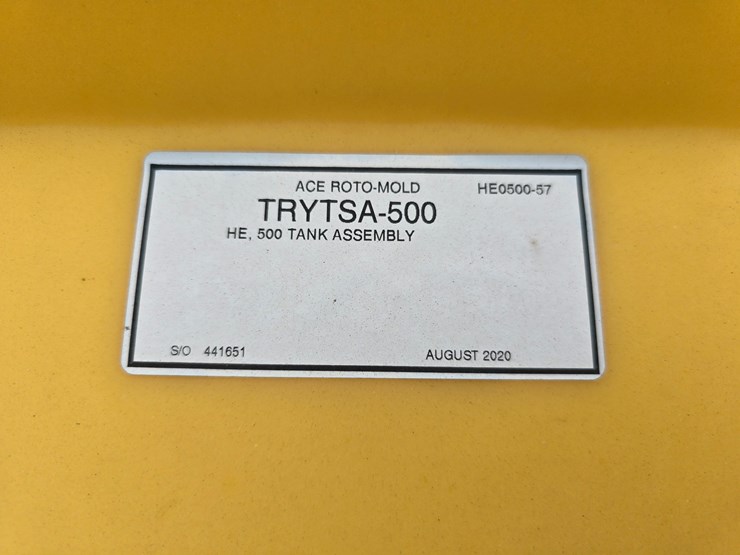 ACE ROTO-MOLD HE0500-57
TRYTSA-500
HE, 500 TANK ASSEMBLY
S/O 441651 AUGUST 2020